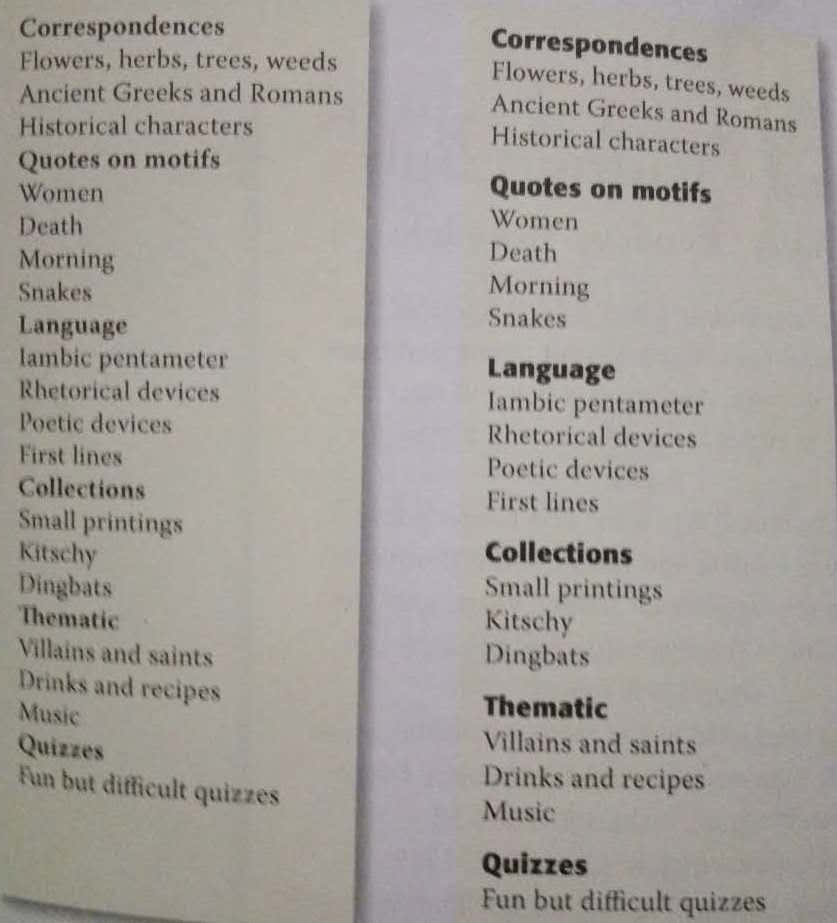 Correspondences
Flowers, herbs, trees, weeds
Ancient Greeks and Romans
Historical characters
Quotes on motifs
Women
Death
Morning
Snakes
Language
Iambic pentameter
Rhetorical devices
Poetic devices
First lines
Collections
Small printings
Kitschy
Dingbats
Thematic
Villains and saints
Drinks and recipes
Music
Quizzes
Fun but difficult quizzes
Correspondences
Flowers, herbs, trees, weeds
Ancient Greeks and Romans
Historical characters
Quotes on motifs
Women
Death
Morning
Snakes
Language
Iambic pentameter
Rhetorical devices
Poetic devices
First lines
Collections
Small printings
Kitschy
Dingbats
Thematic
Villains and saints
Drinks and recipes
Music
Quizzes
Fun but difficult quizzes